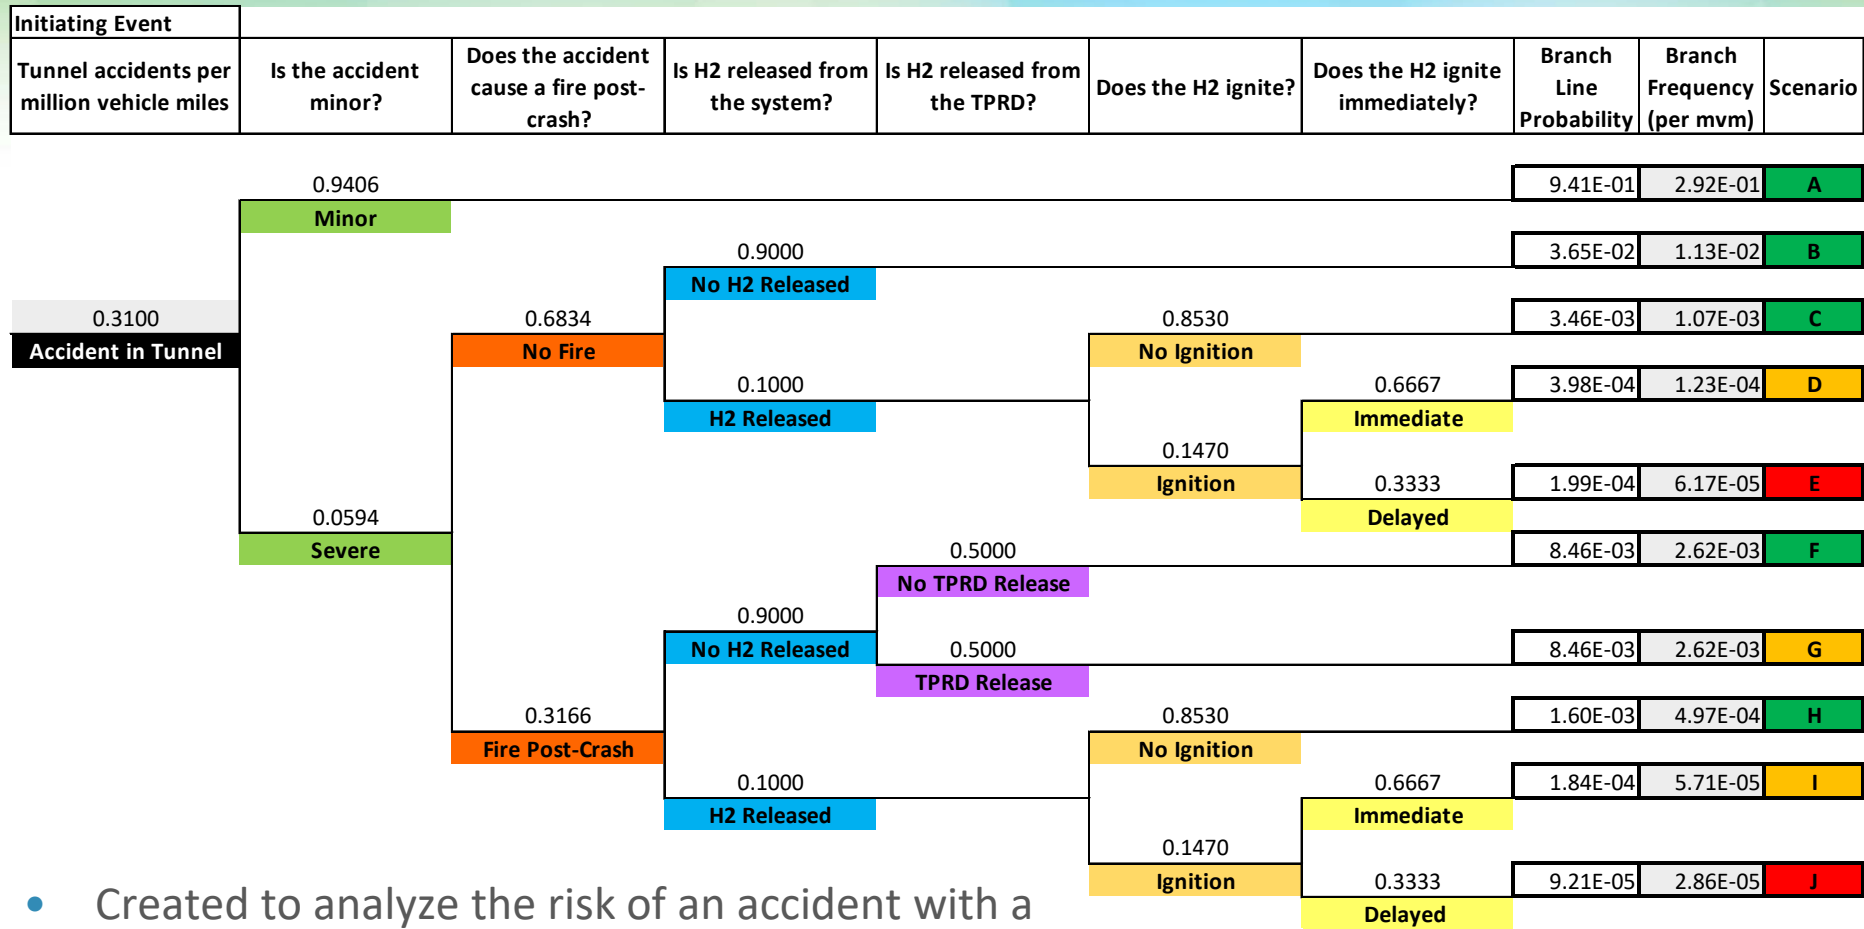 Initiating Event
Tunnel accidents per million vehicle miles
Is the accident minor?
Does the accident cause a fire post-crash?
Is H2 released from the system?
Is H2 released from the TPRD?
Does the H2 ignite?
Does the H2 ignite immediately?
Branch Line Probability
Branch Frequency (per mvm)
Scenario
0.9406 9.41E-01 2.92E-01 A
Minor
0.9000 3.65E-02 1.13E-02 B
No H2 Released
0.3100 0.6834 0.8530 3.46E-03 1.07E-03 C
Accident in Tunnel No Fire No Ignition
0.1000 0.6667 3.98E-04 1.23E-04 D
H2 Released Immediate
0.1470
Ignition 0.3333 1.99E-04 6.17E-05 E
0.0594 Delayed
Severe 0.5000 8.46E-03 2.62E-03 F
No TPRD Release
0.9000
No H2 Released 0.5000 8.46E-03 2.62E-03 G
TPRD Release
0.3166 0.8530 1.60E-03 4.97E-04 H
Fire Post-Crash No Ignition
0.1000 0.6667 1.84E-04 5.71E-05 I
H2 Released Immediate
0.1470
Ignition 0.3333 9.21E-05 2.86E-05 J
Delayed
• Created to analyze the risk of an accident with a